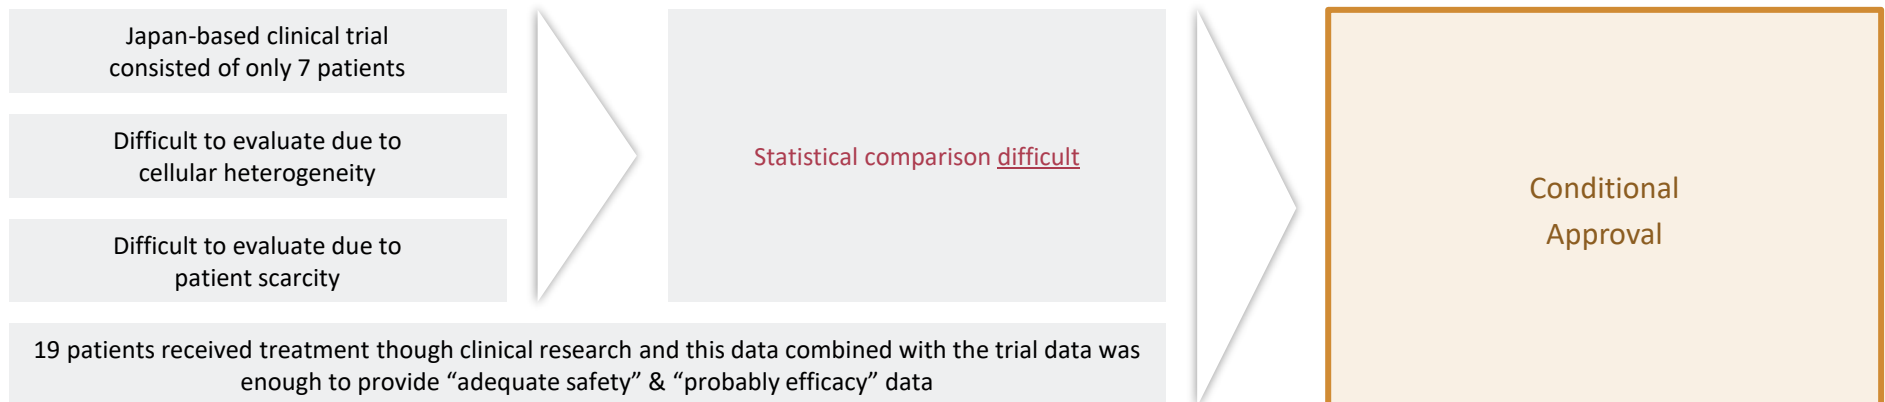 Japan-based clinical trial
consisted of only 7 patients
Difficult to evaluate due to
cellular heterogeneity
Difficult to evaluate due to
patient scarcity
Statistical comparison difficult
19 patients received treatment though clinical research and this data combined with the trial data was
enough to provide “adequate safety” & “probably efficacy” data
Conditional
Approval